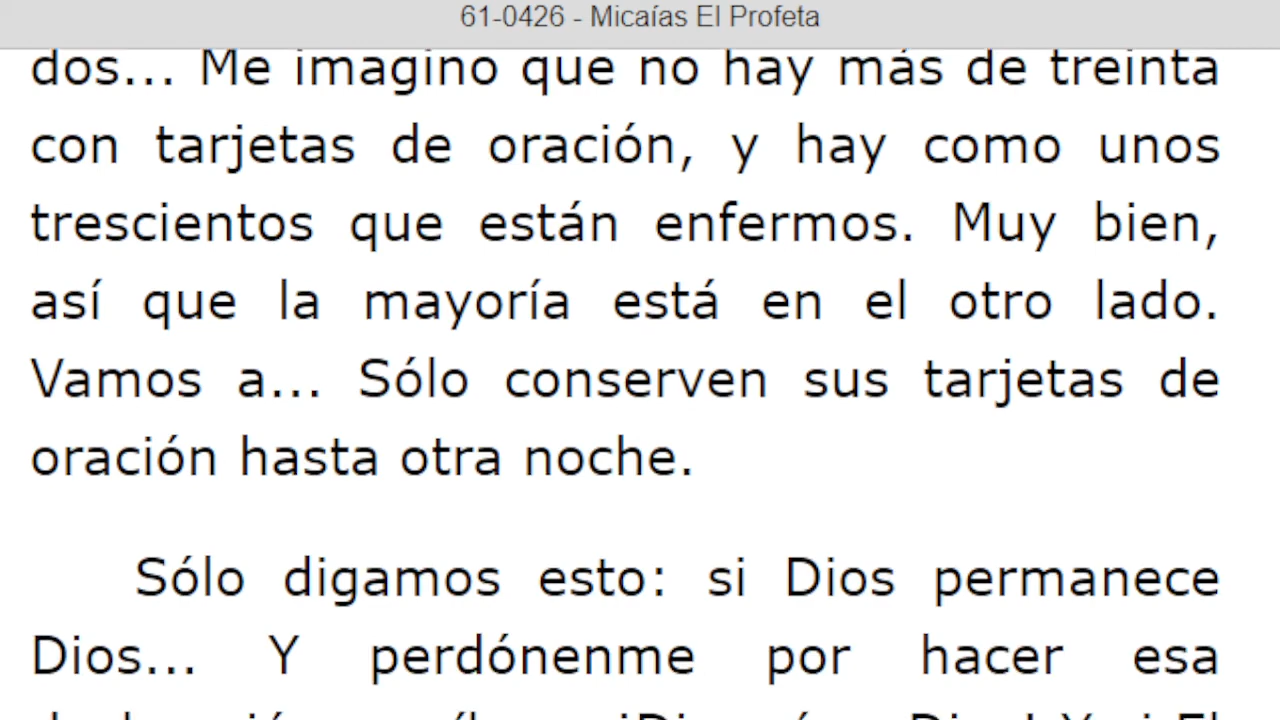 61-0426 - Micaías El Profeta
dos... Me imagino que no hay más de treinta
con tarjetas de oración, y hay como unos
trescientos que están enfermos. Muy bien,
así que la mayoría está en el otro lado.
Vamos a... Sólo conserven sus tarjetas de
oración hasta otra noche.
Sólo digamos esto: si Dios permanece
Dios... Y perdónenme por hacer esa